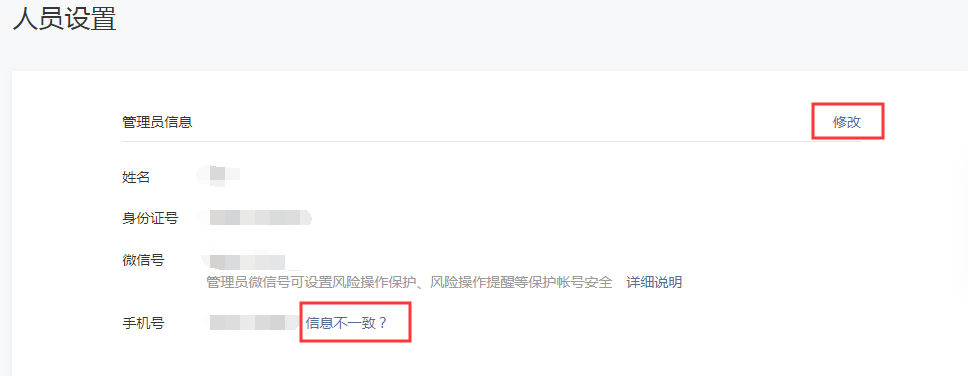 人员设置
管理员信息 修改
姓名
身份证号
微信号
管理员微信号可设置风险操作保护、风险操作提醒等保护帐号安全 详细说明
手机号 信息不一致？